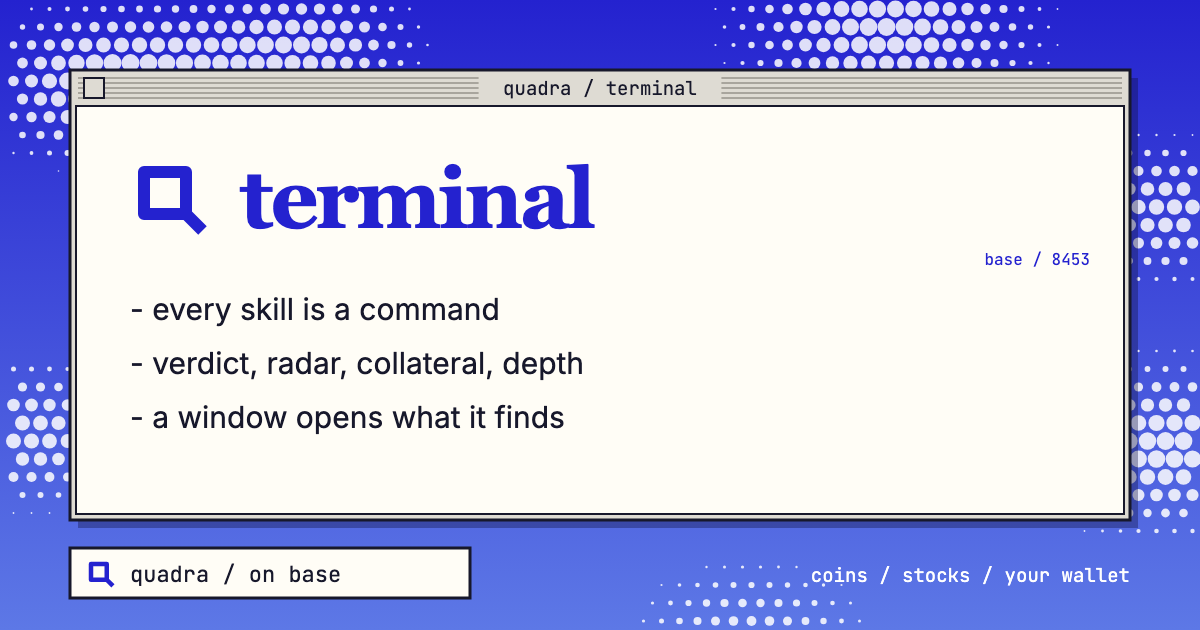 quadra / terminal
terminal
base / 8453
- every skill is a command
- verdict, radar, collateral, depth
- a window opens what it finds
quadra / on base
coins / stocks / your wallet